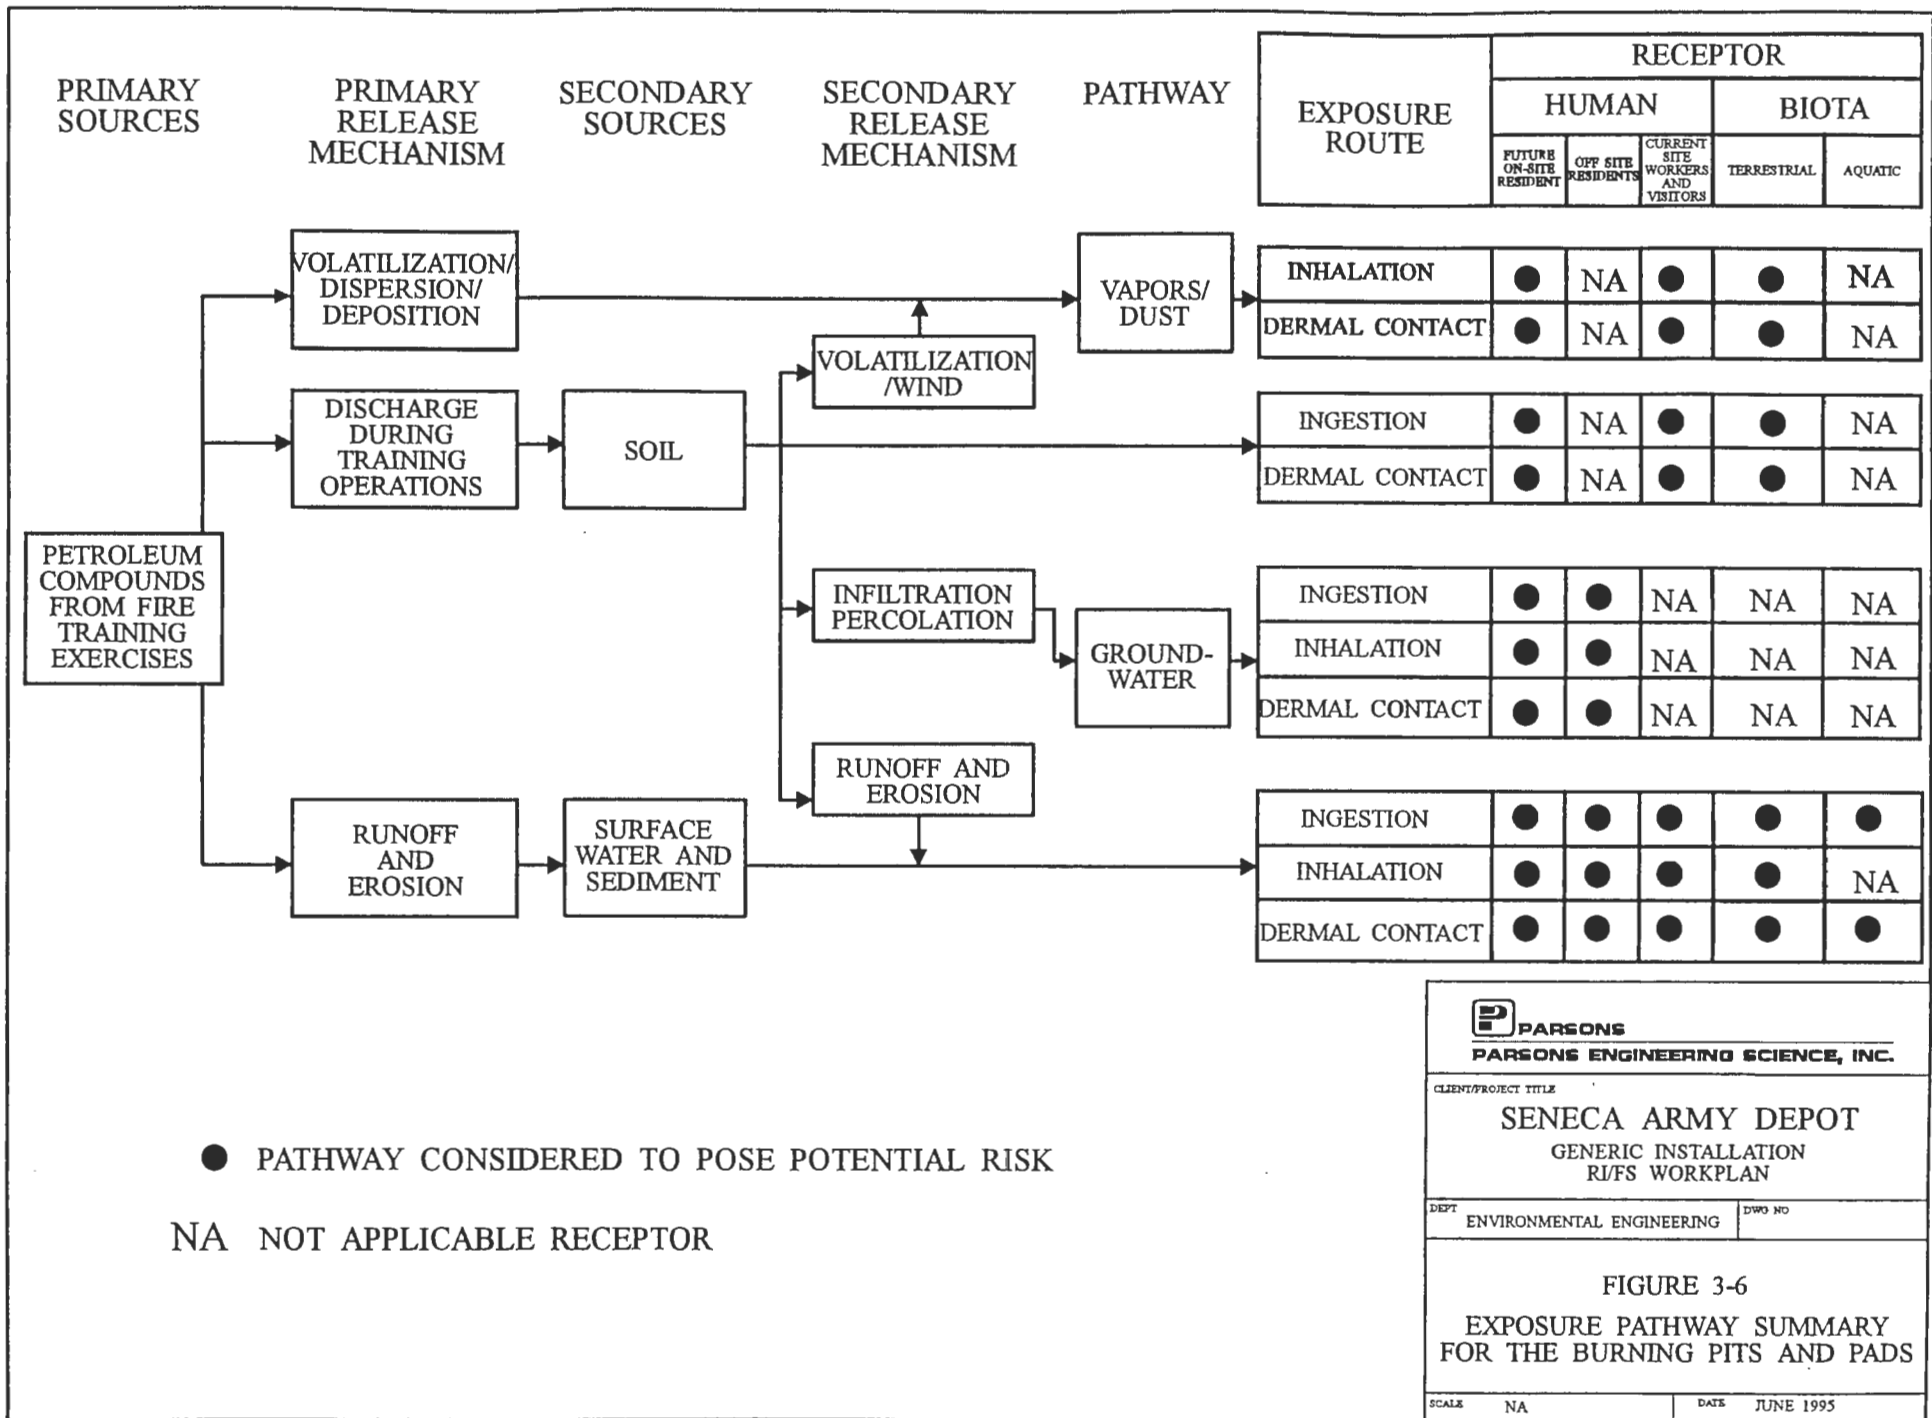 PRIMARY
SOURCES
PRIMARY
RELEASE
MECHANISM
SECONDARY
SOURCES
SECONDARY
RELEASE
MECHANISM
PATHWAY
EXPOSURE
ROUTE
RECEPTOR
HUMAN
BIOTA
FUTURE
ON-SITE
RESIDENT
OFF SITE
RESIDENTS
CURRENT
SITE
WORKERS
AND
VISITORS
TERRESTRIAL
AQUATIC
VOLATILIZATION/
DISPERSION/
DEPOSITION
VAPORS/
DUST
INHALATION ● NA ● ● NA
DERMAL CONTACT ● NA ● ● NA
VOLATILIZATION
/WIND
DISCHARGE
DURING
TRAINING
OPERATIONS
SOIL
INGESTION ● NA ● ● NA
DERMAL CONTACT ● NA ● ● NA
PETROLEUM
COMPOUNDS
FROM FIRE
TRAINING
EXERCISES
INFILTRATION
PERCOLATION
GROUND-
WATER
INGESTION ● ● NA NA NA
INHALATION ● ● NA NA NA
DERMAL CONTACT ● ● NA NA NA
RUNOFF AND
EROSION
RUNOFF
AND
EROSION
SURFACE
WATER AND
SEDIMENT
INGESTION ● ● ● ● ●
INHALATION ● ● ● ● NA
DERMAL CONTACT ● ● ● ● ●
● PATHWAY CONSIDERED TO POSE POTENTIAL RISK
NA NOT APPLICABLE RECEPTOR
PARSONS
PARSONS ENGINEERING SCIENCE, INC.
CLIENT/PROJECT TITLE
SENECA ARMY DEPOT
GENERIC INSTALLATION
RI/FS WORKPLAN
DEPT ENVIRONMENTAL ENGINEERING
DWG NO
FIGURE 3-6
EXPOSURE PATHWAY SUMMARY
FOR THE BURNING PITS AND PADS
SCALE NA
DATE JUNE 1995